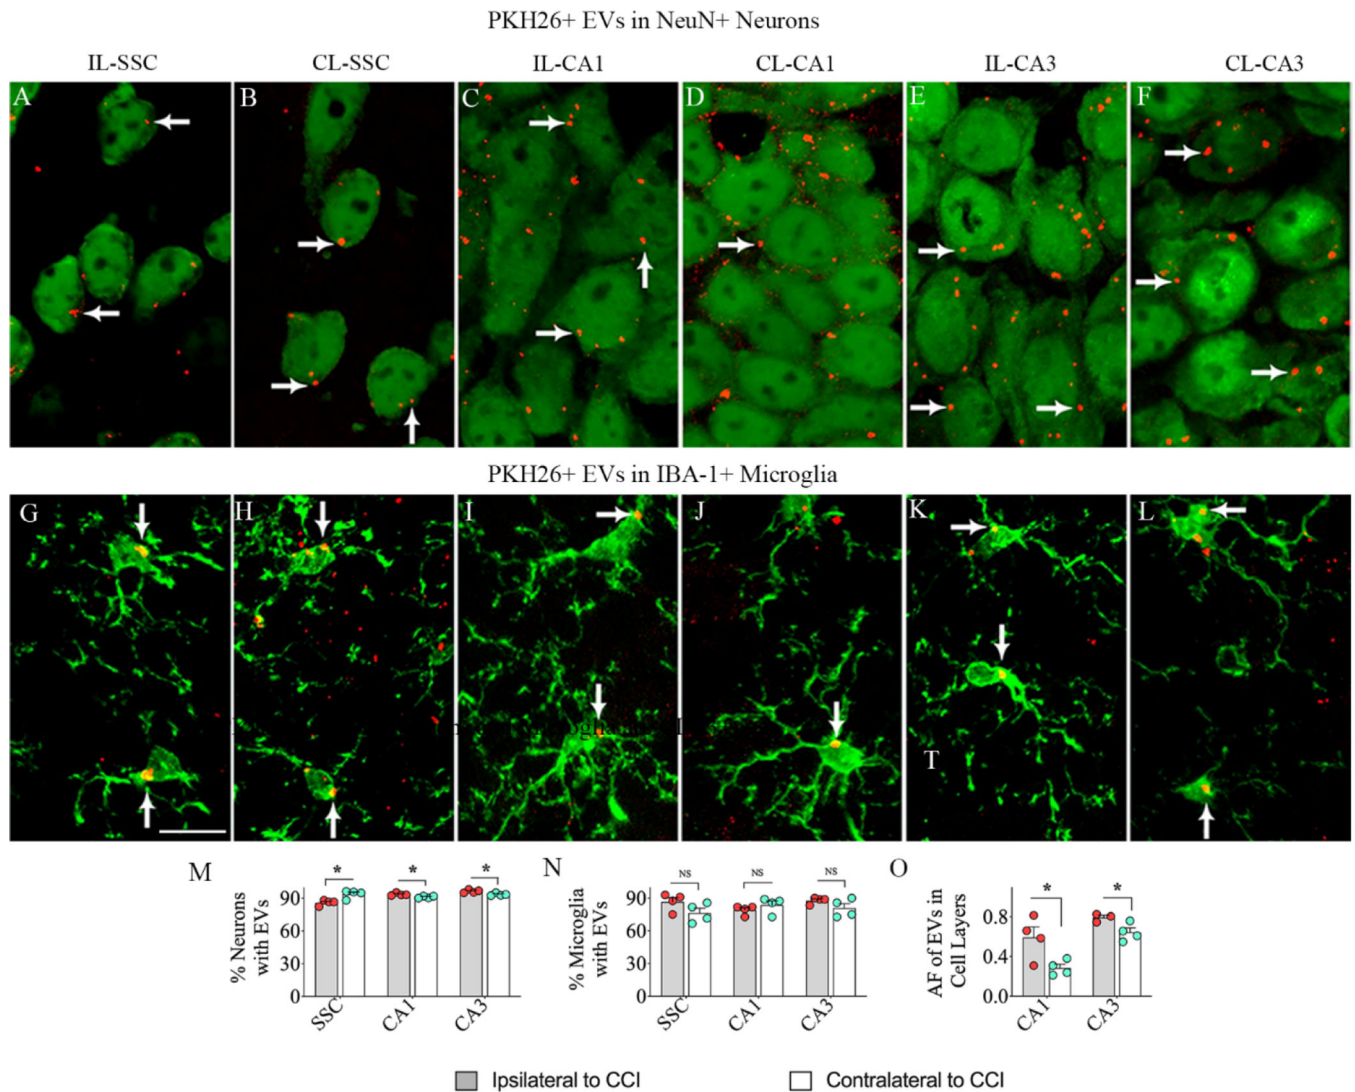 PKH26+ EVs in NeuN+ Neurons
IL-SSC CL-SSC IL-CA1 CL-CA1 IL-CA3 CL-CA3
A B C D E F
PKH26+ EVs in IBA-1+ Microglia
G H I J K L
T
M N O
% Neurons
with EVs
90
60
30
0
* * *
SSC CA1 CA3
% Microglia
with EVs
90
60
30
0
NS NS NS
SSC CA1 CA3
AF of EVs in
Cell Layers
0.8
0.4
0.0
* *
CA1 CA3
Ipsilateral to CCI Contralateral to CCI